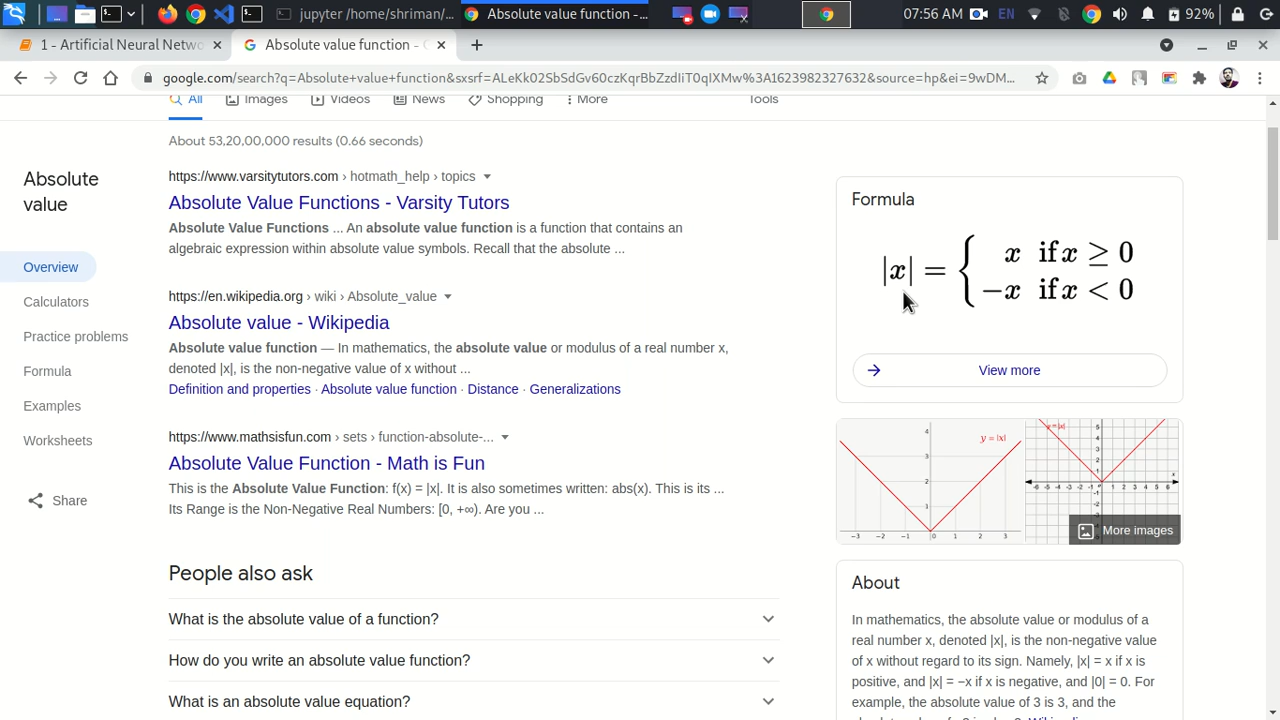 jupyter /home/shriman/...
Absolute value function - ...
07:56 AM
EN
92%
1 - Artificial Neural Netwo
Absolute value function -
google.com/search?q=Absolute+value+function&sxsrf=ALeKk02SbSdGv60czKqrBbZzdIiT0qIXMw%3A1623982327632&source=hp&ei=9wDM...
All
Images
Videos
News
Shopping
More
Tools
About 53,20,00,000 results (0.66 seconds)
Absolute
value
Overview
Calculators
Practice problems
Formula
Examples
Worksheets
Share
https://www.varsitytutors.com › hotmath_help › topics
Absolute Value Functions - Varsity Tutors
Absolute Value Functions ... An absolute value function is a function that contains an
algebraic expression within absolute value symbols. Recall that the absolute ...
https://en.wikipedia.org › wiki › Absolute_value
Absolute value - Wikipedia
Absolute value function — In mathematics, the absolute value or modulus of a real number x,
denoted |x|, is the non-negative value of x without ...
Definition and properties · Absolute value function · Distance · Generalizations
https://www.mathsisfun.com › sets › function-absolute-...
Absolute Value Function - Math is Fun
This is the Absolute Value Function: f(x) = |x|. It is also sometimes written: abs(x). This is its ...
Its Range is the Non-Negative Real Numbers: [0, +∞). Are you ...
People also ask
What is the absolute value of a function?
How do you write an absolute value function?
What is an absolute value equation?
Formula
|x| = { x if x ≥ 0
−x if x < 0
View more
y = |x|
4
3
2
1
-3 -2 -1 0 1 2 3
y = |x|
More images
About
In mathematics, the absolute value or modulus of a
real number x, denoted |x|, is the non-negative value
of x without regard to its sign. Namely, |x| = x if x is
positive, and |x| = −x if x is negative, and |0| = 0. For
example, the absolute value of 3 is 3, and the